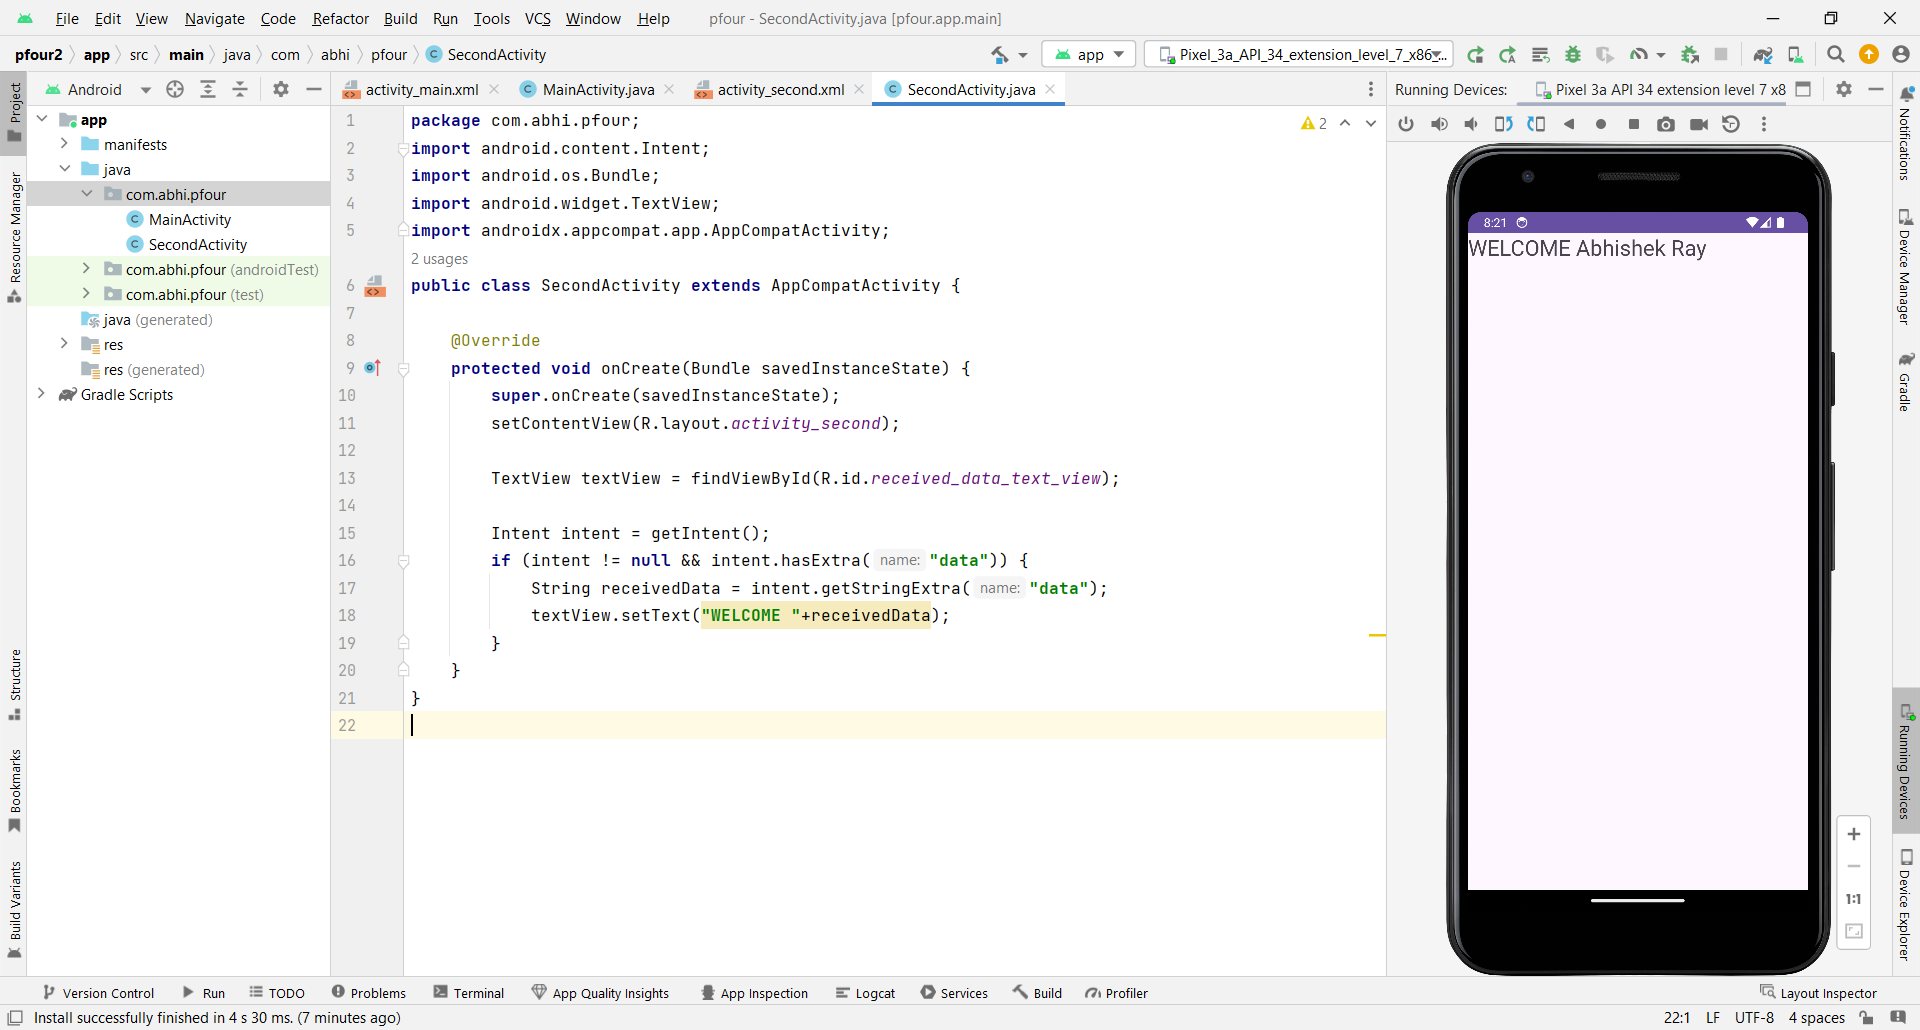 File Edit View Navigate Code Refactor Build Run Tools VCS Window Help pfour - SecondActivity.java [pfour.app.main]
pfour2 app src main java com abhi pfour SecondActivity app Pixel_3a_API_34_extension_level_7_x86_...
Project
Resource Manager
Structure
Bookmarks
Build Variants
Android
app
manifests
java
com.abhi.pfour
MainActivity
SecondActivity
com.abhi.pfour (androidTest)
com.abhi.pfour (test)
java (generated)
res
res (generated)
Gradle Scripts
activity_main.xml MainActivity.java activity_second.xml SecondActivity.java
2
1 package com.abhi.pfour;
2 import android.content.Intent;
3 import android.os.Bundle;
4 import android.widget.TextView;
5 import androidx.appcompat.app.AppCompatActivity;
2 usages
6 public class SecondActivity extends AppCompatActivity {
7
8 @Override
9 protected void onCreate(Bundle savedInstanceState) {
10 super.onCreate(savedInstanceState);
11 setContentView(R.layout.activity_second);
12
13 TextView textView = findViewById(R.id.received_data_text_view);
14
15 Intent intent = getIntent();
16 if (intent != null && intent.hasExtra( name: "data")) {
17 String receivedData = intent.getStringExtra( name: "data");
18 textView.setText("WELCOME "+receivedData);
19 }
20 }
21 }
22
Running Devices: Pixel 3a API 34 extension level 7 x8
8:21
WELCOME Abhishek Ray
1:1
Notifications
Device Manager
Gradle
Running Devices
Device Explorer
Version Control Run TODO Problems Terminal App Quality Insights App Inspection Logcat Services Build Profiler Layout Inspector
Install successfully finished in 4 s 30 ms. (7 minutes ago) 22:1 LF UTF-8 4 spaces